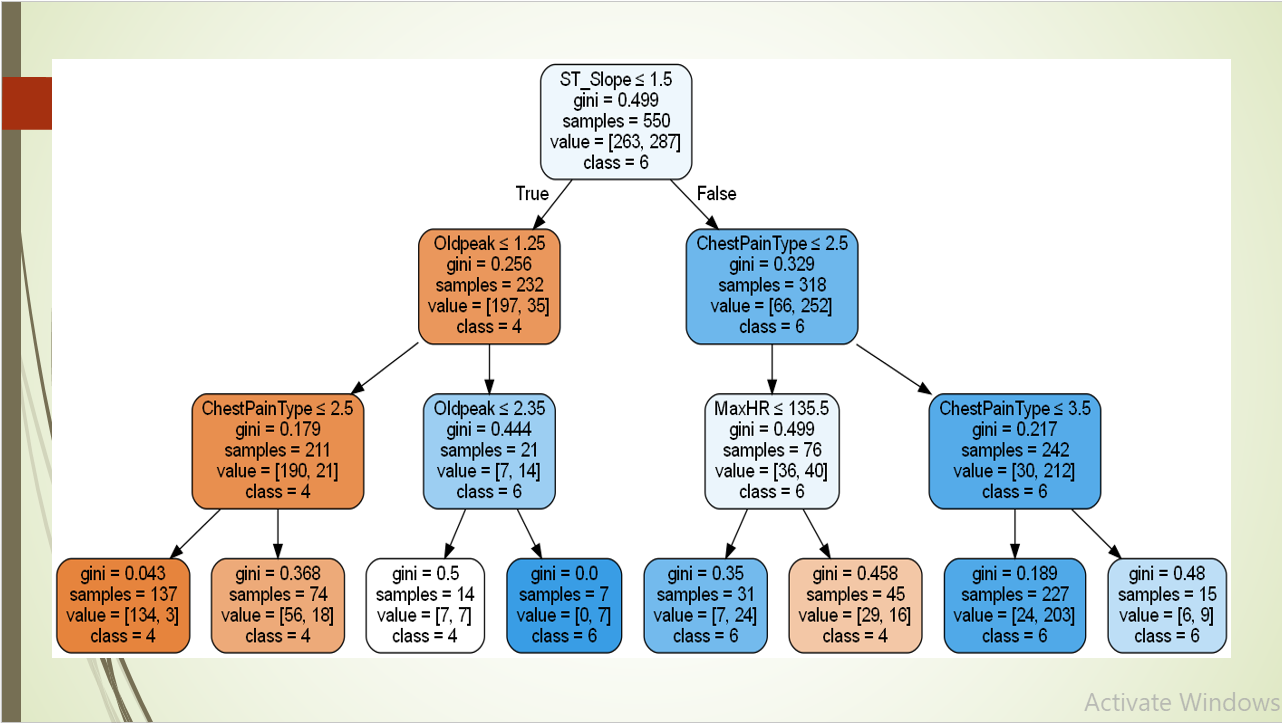 ST_Slope ≤ 1.5
gini = 0.499
samples = 550
value = [263, 287]
class = 6
True
False
Oldpeak ≤ 1.25
gini = 0.256
samples = 232
value = [197, 35]
class = 4
ChestPainType ≤ 2.5
gini = 0.329
samples = 318
value = [66, 252]
class = 6
ChestPainType ≤ 2.5
gini = 0.179
samples = 211
value = [190, 21]
class = 4
Oldpeak ≤ 2.35
gini = 0.444
samples = 21
value = [7, 14]
class = 6
MaxHR ≤ 135.5
gini = 0.499
samples = 76
value = [36, 40]
class = 6
ChestPainType ≤ 3.5
gini = 0.217
samples = 242
value = [30, 212]
class = 6
gini = 0.043
samples = 137
value = [134, 3]
class = 4
gini = 0.368
samples = 74
value = [56, 18]
class = 4
gini = 0.5
samples = 14
value = [7, 7]
class = 4
gini = 0.0
samples = 7
value = [0, 7]
class = 6
gini = 0.35
samples = 31
value = [7, 24]
class = 6
gini = 0.458
samples = 45
value = [29, 16]
class = 4
gini = 0.189
samples = 227
value = [24, 203]
class = 6
gini = 0.48
samples = 15
value = [6, 9]
class = 6
Activate Windows